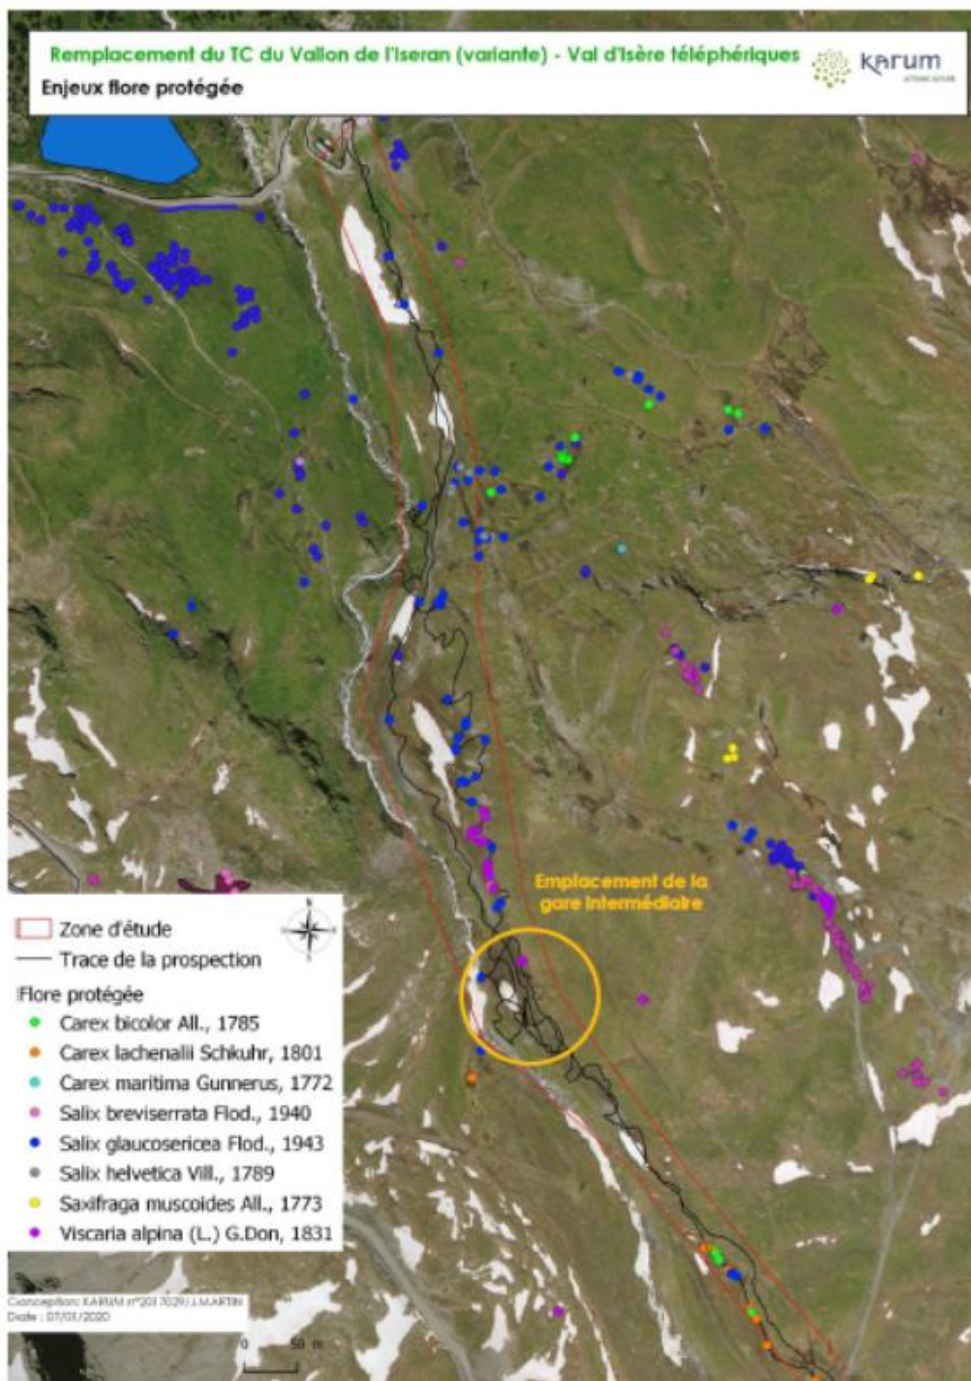 Remplacement du TC du Vallon de l'Iseran (variante) - Val d'Isère téléphériques
Enjeux flore protégée
karum
Emplacement de la
gare intermédiaire
N
Zone d'étude
Trace de la prospection
Flore protégée
Carex bicolor All., 1785
Carex lachenalii Schkuhr, 1801
Carex maritima Gunnerus, 1772
Salix breviserrata Flod., 1940
Salix glaucosericea Flod., 1943
Salix helvetica Vill., 1789
Saxifraga muscoides All., 1773
Viscaria alpina (L.) G.Don, 1831
Conception: KARUM
J.MARTIN
Date : 07/01/2020
0 50 m